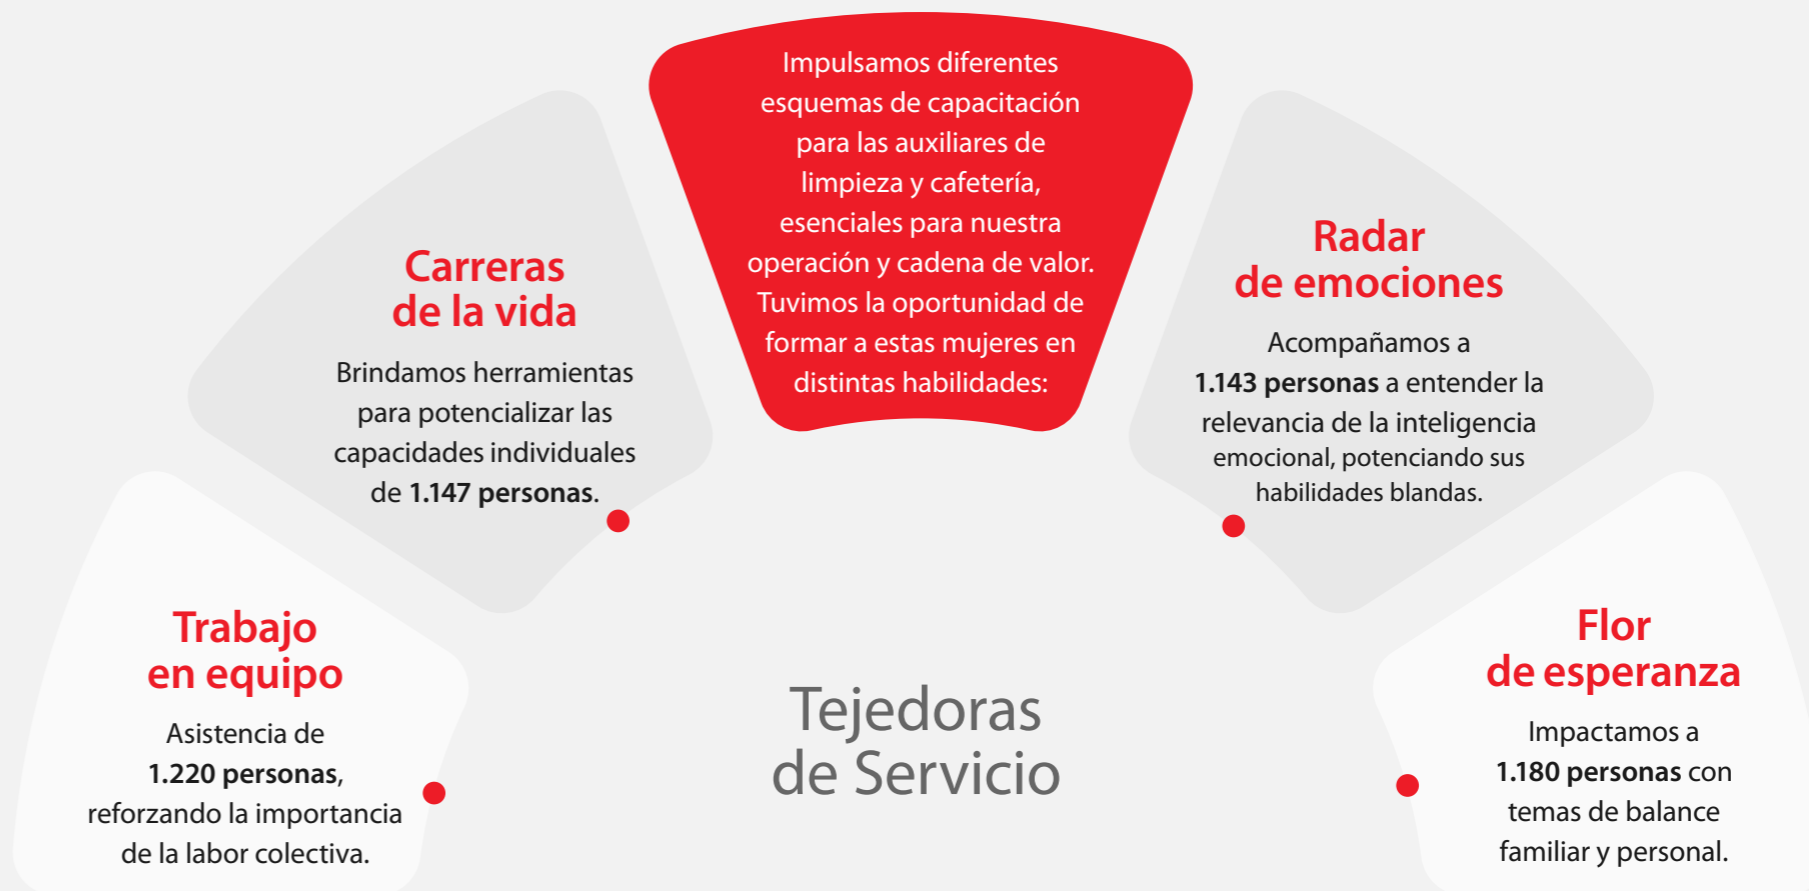 Impulsamos diferentes
esquemas de capacitación
para las auxiliares de
limpieza y cafetería,
esenciales para nuestra
operación y cadena de valor.
Tuvimos la oportunidad de
formar a estas mujeres en
distintas habilidades:
Carreras
de la vida
Brindamos herramientas
para potencializar las
capacidades individuales
de 1.147 personas.
Radar
de emociones
Acompañamos a
1.143 personas a entender la
relevancia de la inteligencia
emocional, potenciando sus
habilidades blandas.
Trabajo
en equipo
Asistencia de
1.220 personas,
reforzando la importancia
de la labor colectiva.
Tejedoras
de Servicio
Flor
de esperanza
Impactamos a
1.180 personas con
temas de balance
familiar y personal.